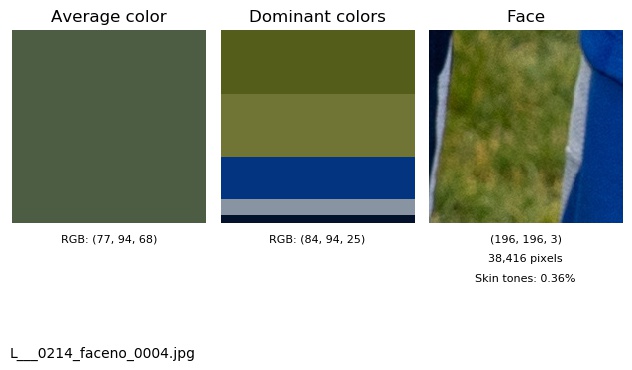 Average color
Dominant colors
Face
RGB: (77, 94, 68)
RGB: (84, 94, 25)
(196, 196, 3)
38,416 pixels
Skin tones: 0.36%
L___0214_faceno_0004.jpg